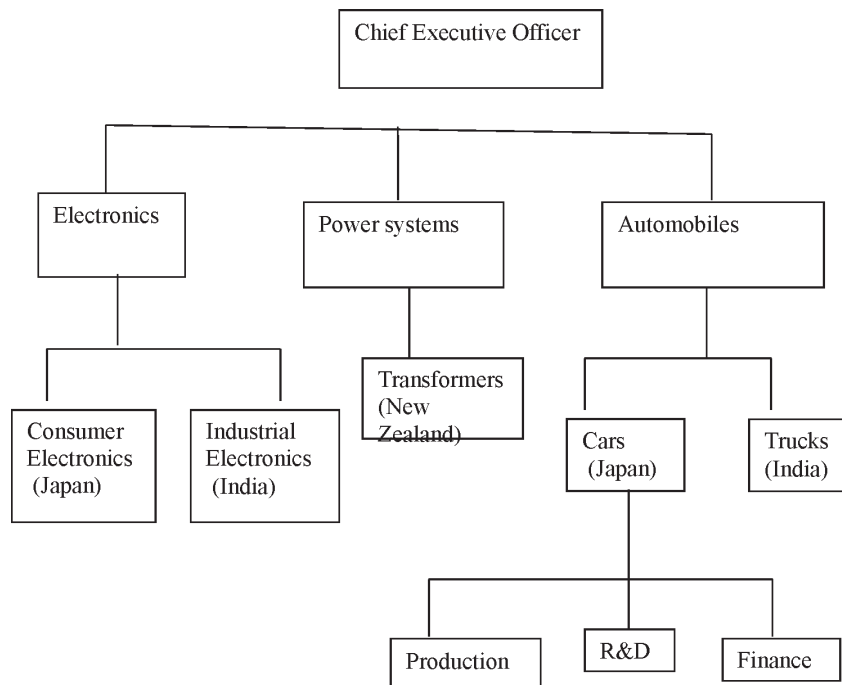 Chief Executive Officer
Electronics
Power systems
Automobiles
Consumer
Electronics
(Japan)
Industrial
Electronics
(India)
Transformers
(New
Zealand)
Cars
(Japan)
Trucks
(India)
Production
R&D
Finance